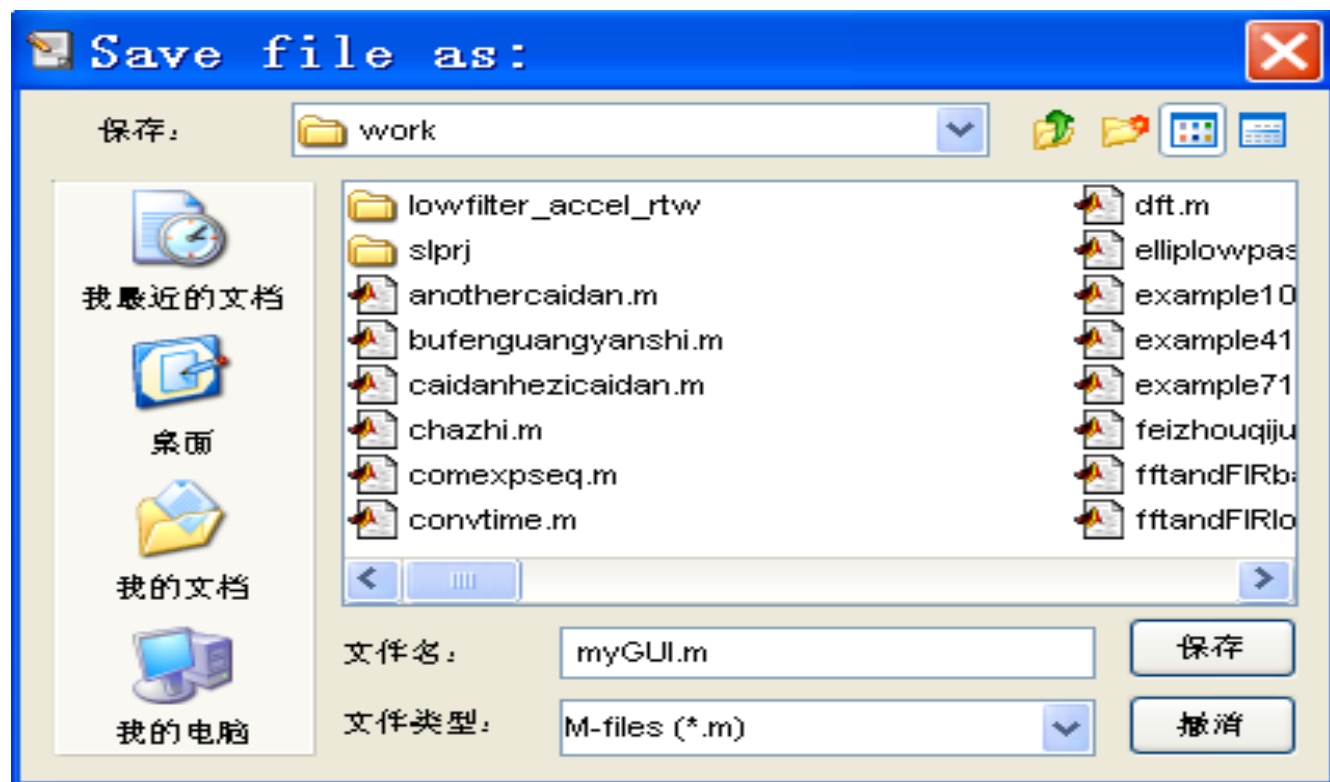 Save file as:
保存：
work
lowfilter_accel_rtw
slprj
anothercaidan.m
bufenguangyanshi.m
caidanhezicaidan.m
chazhi.m
comexpseq.m
convtime.m
dft.m
elliplowpas
example10
example41
example71
feizhouqiju
fftandFIRba
fftandFIRlo
我最近的文档
桌面
我的文档
我的电脑
文件名：
myGUI.m
保存
文件类型：
M-files (*.m)
撤消